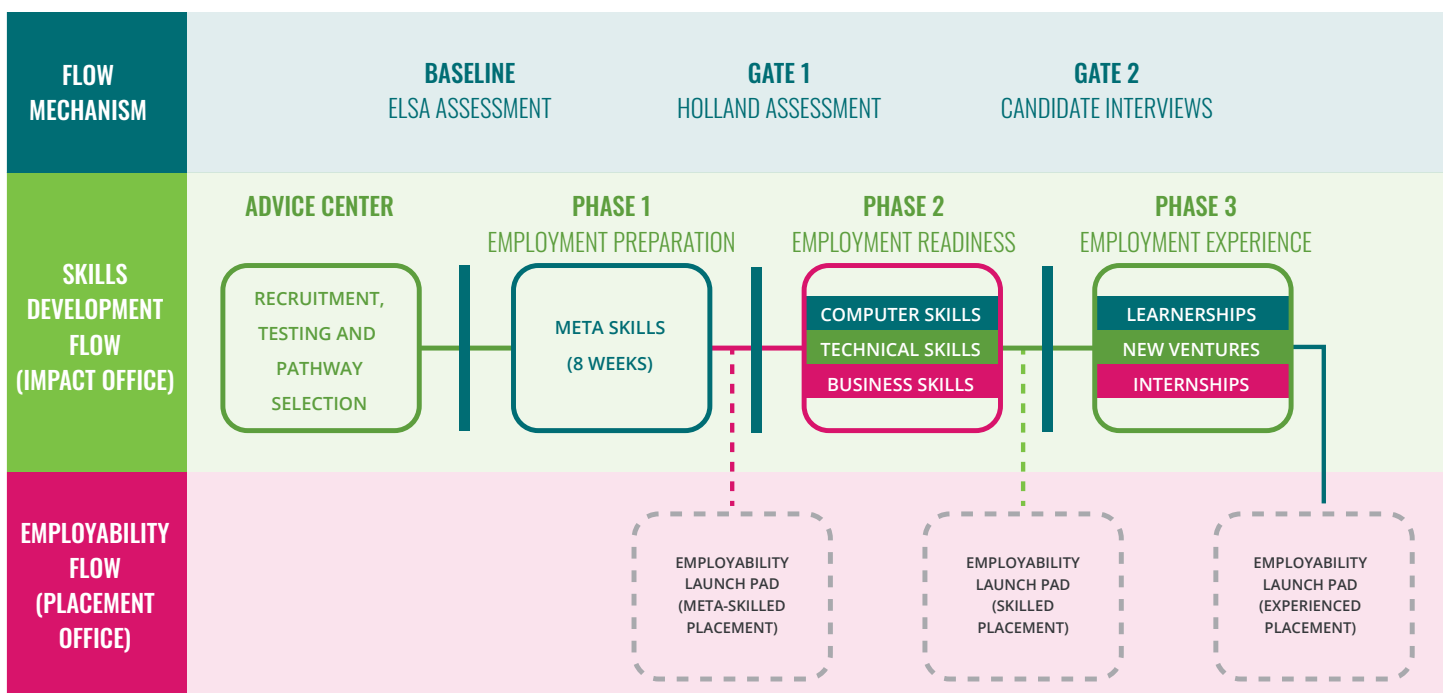 FLOW
MECHANISM
BASELINE
ELSA ASSESSMENT
GATE 1
HOLLAND ASSESSMENT
GATE 2
CANDIDATE INTERVIEWS
SKILLS
DEVELOPMENT
FLOW
(IMPACT OFFICE)
ADVICE CENTER
RECRUITMENT,
TESTING AND
PATHWAY
SELECTION
PHASE 1
EMPLOYMENT PREPARATION
META SKILLS
(8 WEEKS)
PHASE 2
EMPLOYMENT READINESS
COMPUTER SKILLS
TECHNICAL SKILLS
BUSINESS SKILLS
PHASE 3
EMPLOYMENT EXPERIENCE
LEARNERSHIPS
NEW VENTURES
INTERNSHIPS
EMPLOYABILITY
FLOW
(PLACEMENT
OFFICE)
EMPLOYABILITY
LAUNCH PAD
(META-SKILLED
PLACEMENT)
EMPLOYABILITY
LAUNCH PAD
(SKILLED
PLACEMENT)
EMPLOYABILITY
LAUNCH PAD
(EXPERIENCED
PLACEMENT)